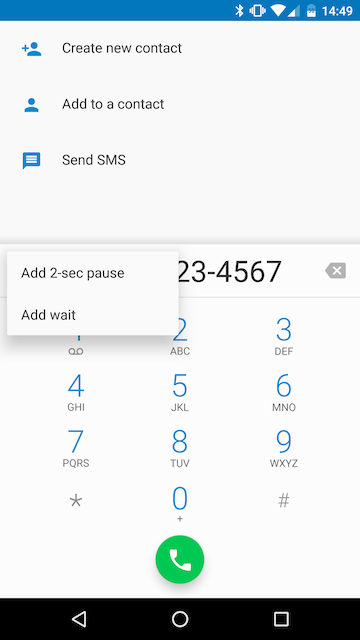 14:49
Create new contact
Add to a contact
Send SMS
23-4567
Add 2-sec pause
Add wait
2
3
ABC
DEF
4
5
6
GHI
JKL
MNO
7
8
9
PQRS
TUV
WXYZ
*
0
#
+